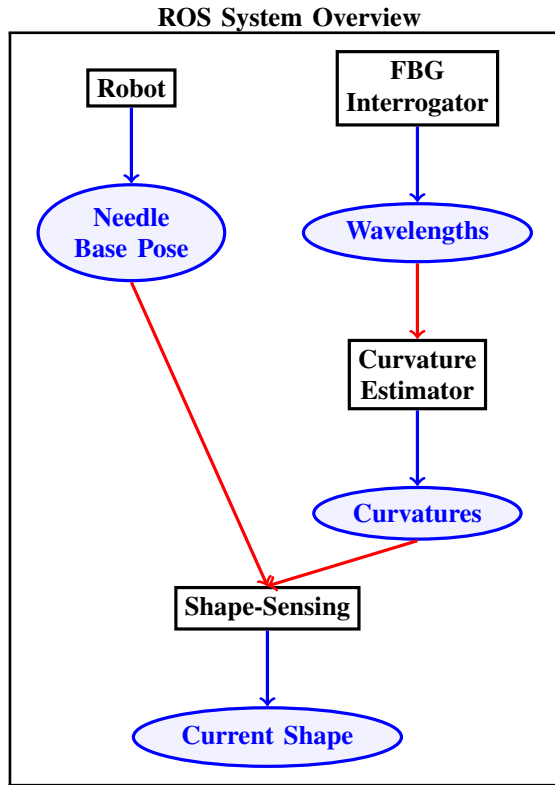 ROS System Overview
Robot
FBG
Interrogator
Needle
Base Pose
Wavelengths
Curvature
Estimator
Curvatures
Shape-Sensing
Current Shape